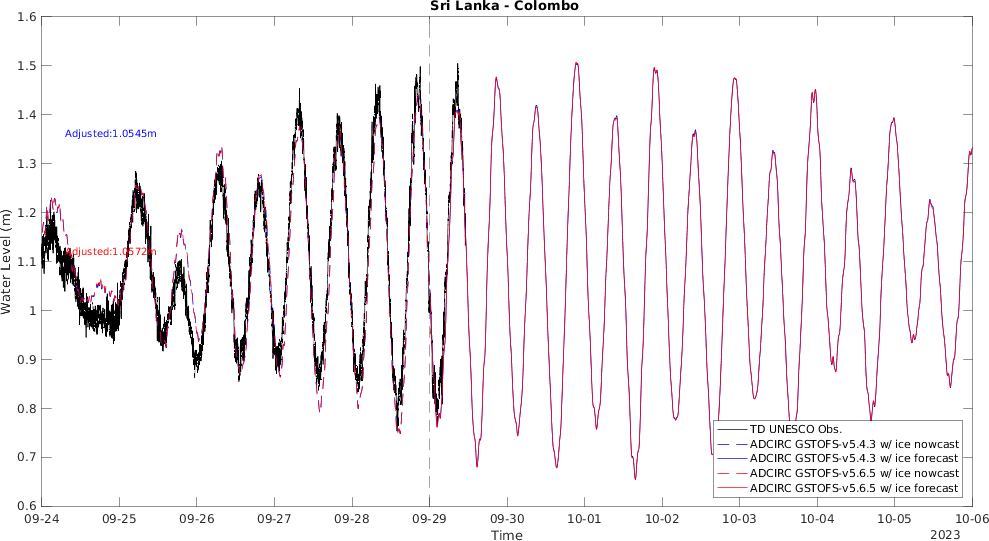 Sri Lanka - Colombo
1.6
1.5
1.4
1.3
1.2
1.1
1
0.9
0.8
0.7
0.6
Water Level (m)
Adjusted:1.0545m
Adjusted:1.0572m
TD UNESCO Obs.
ADCIRC GSTOFS-v5.4.3 w/ ice nowcast
ADCIRC GSTOFS-v5.4.3 w/ ice forecast
ADCIRC GSTOFS-v5.6.5 w/ ice nowcast
ADCIRC GSTOFS-v5.6.5 w/ ice forecast
09-24 09-25 09-26 09-27 09-28 09-29 09-30 10-01 10-02 10-03 10-04 10-05 10-06
Time
2023